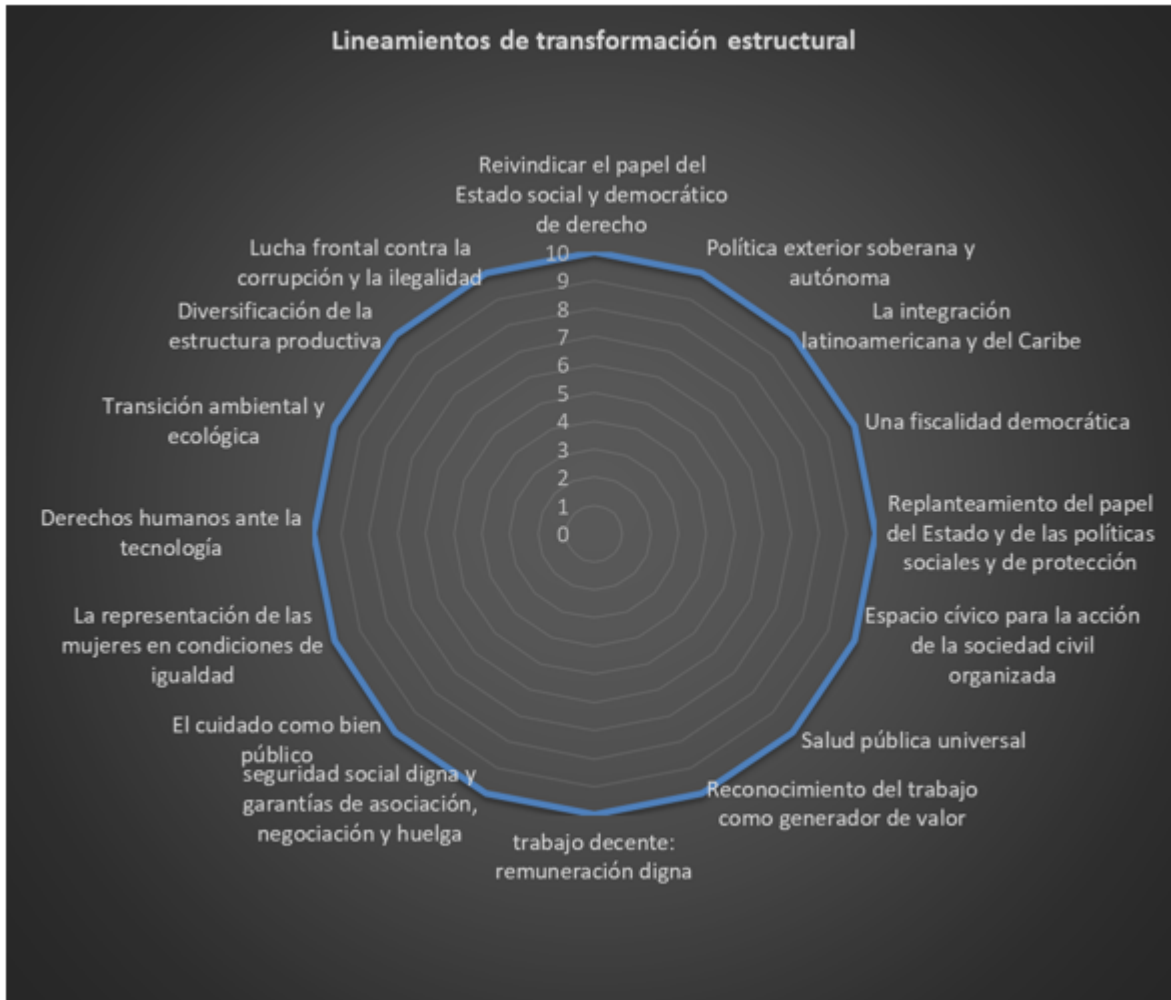 Lineamientos de transformación estructural
Reivindicar el papel del
Estado social y democrático
de derecho
Política exterior soberana y
autónoma
La integración
latinoamericana y del Caribe
Una fiscalidad democrática
Replanteamiento del papel
del Estado y de las políticas
sociales y de protección
Espacio cívico para la acción
de la sociedad civil
organizada
Salud pública universal
Reconocimiento del trabajo
como generador de valor
trabajo decente:
remuneración digna
seguridad social digna y
garantías de asociación,
negociación y huelga
El cuidado como bien
público
La representación de las
mujeres en condiciones de
igualdad
Derechos humanos ante la
tecnología
Transición ambiental y
ecológica
Diversificación de la
estructura productiva
Lucha frontal contra la
corrupción y la ilegalidad
10
9
8
7
6
5
4
3
2
1
0